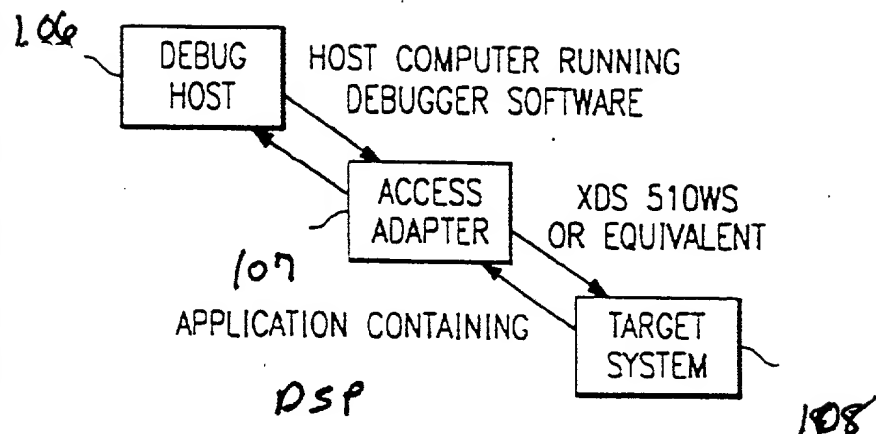 106
DEBUG
HOST
HOST COMPUTER RUNNING
DEBUGGER SOFTWARE
ACCESS
ADAPTER
XDS 510WS
OR EQUIVALENT
107
APPLICATION CONTAINING
DSP
TARGET
SYSTEM
108